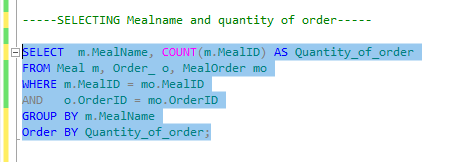 -----SELECTING Mealname and quantity of order-----
SELECT  m.MealName, COUNT(m.MealID) AS Quantity_of_order
FROM Meal m, Order_ o, MealOrder mo
WHERE m.MealID = mo.MealID
AND   o.OrderID = mo.OrderID
GROUP BY m.MealName
Order BY Quantity_of_order;